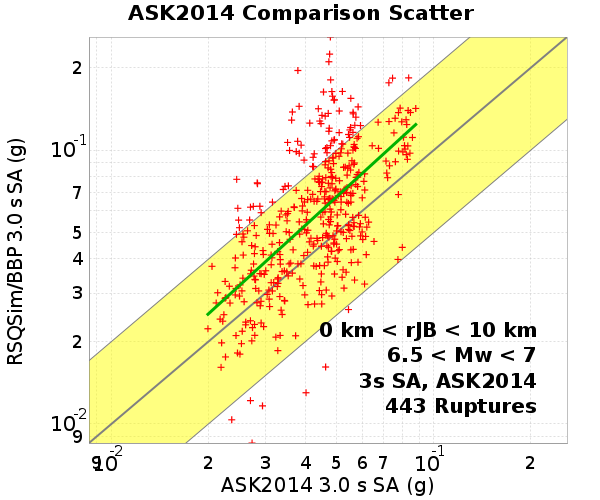 ASK2014 Comparison Scatter
RSQSim/BBP 3.0 s SA (g)
2
10-1
7
5
4
3
2
10-2
9
0 km < rJB < 10 km
6.5 < Mw < 7
3s SA, ASK2014
443 Ruptures
9 10-2 2 3 4 5 6 7 10-1 2
ASK2014 3.0 s SA (g)